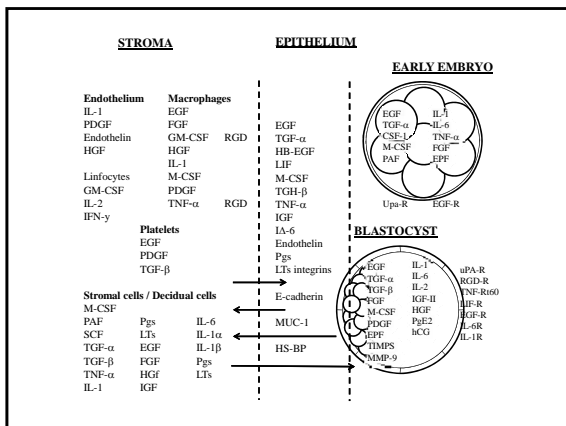 STROMA
EPITHELIUM
EARLY EMBRYO
Endothelium Macrophages
IL-1 EGF
PDGF FGF
Endothelin GM-CSF RGD
HGF HGF
IL-1
Linfocytes M-CSF
GM-CSF PDGF
IL-2 TNF-α RGD
IFN-y
Platelets
EGF
PDGF
TGF-β
Stromal cells / Decidual cells
M-CSF
PAF Pgs IL-6
SCF LTs IL-1α
TGF-α EGF IL-1β
TGF-β FGF Pgs
TNF-α HGf LTs
IL-1 IGF
EGF
TGF-α
HB-EGF
LIF
M-CSF
TGH-β
TNF-α
IGF
IΔ-6
Endothelin
Pgs
LTs integrins
E-cadherin
MUC-1
HS-BP
EGF IL-1
TGF-α IL-6
CSF-1 TNF-α
M-CSF FGF
PAF EPF
Upa-R EGF-R
BLASTOCYST
EGF IL-1
TGF-α IL-6
TGF-β IL-2
FGF IGF-II
M-CSF HGF
PDGF PgE2
EPF hCG
TIMPS
MMP-9
uPA-R
RGD-R
TNF-Rt60
LIF-R
EGF-R
IL-6R
IL-1R